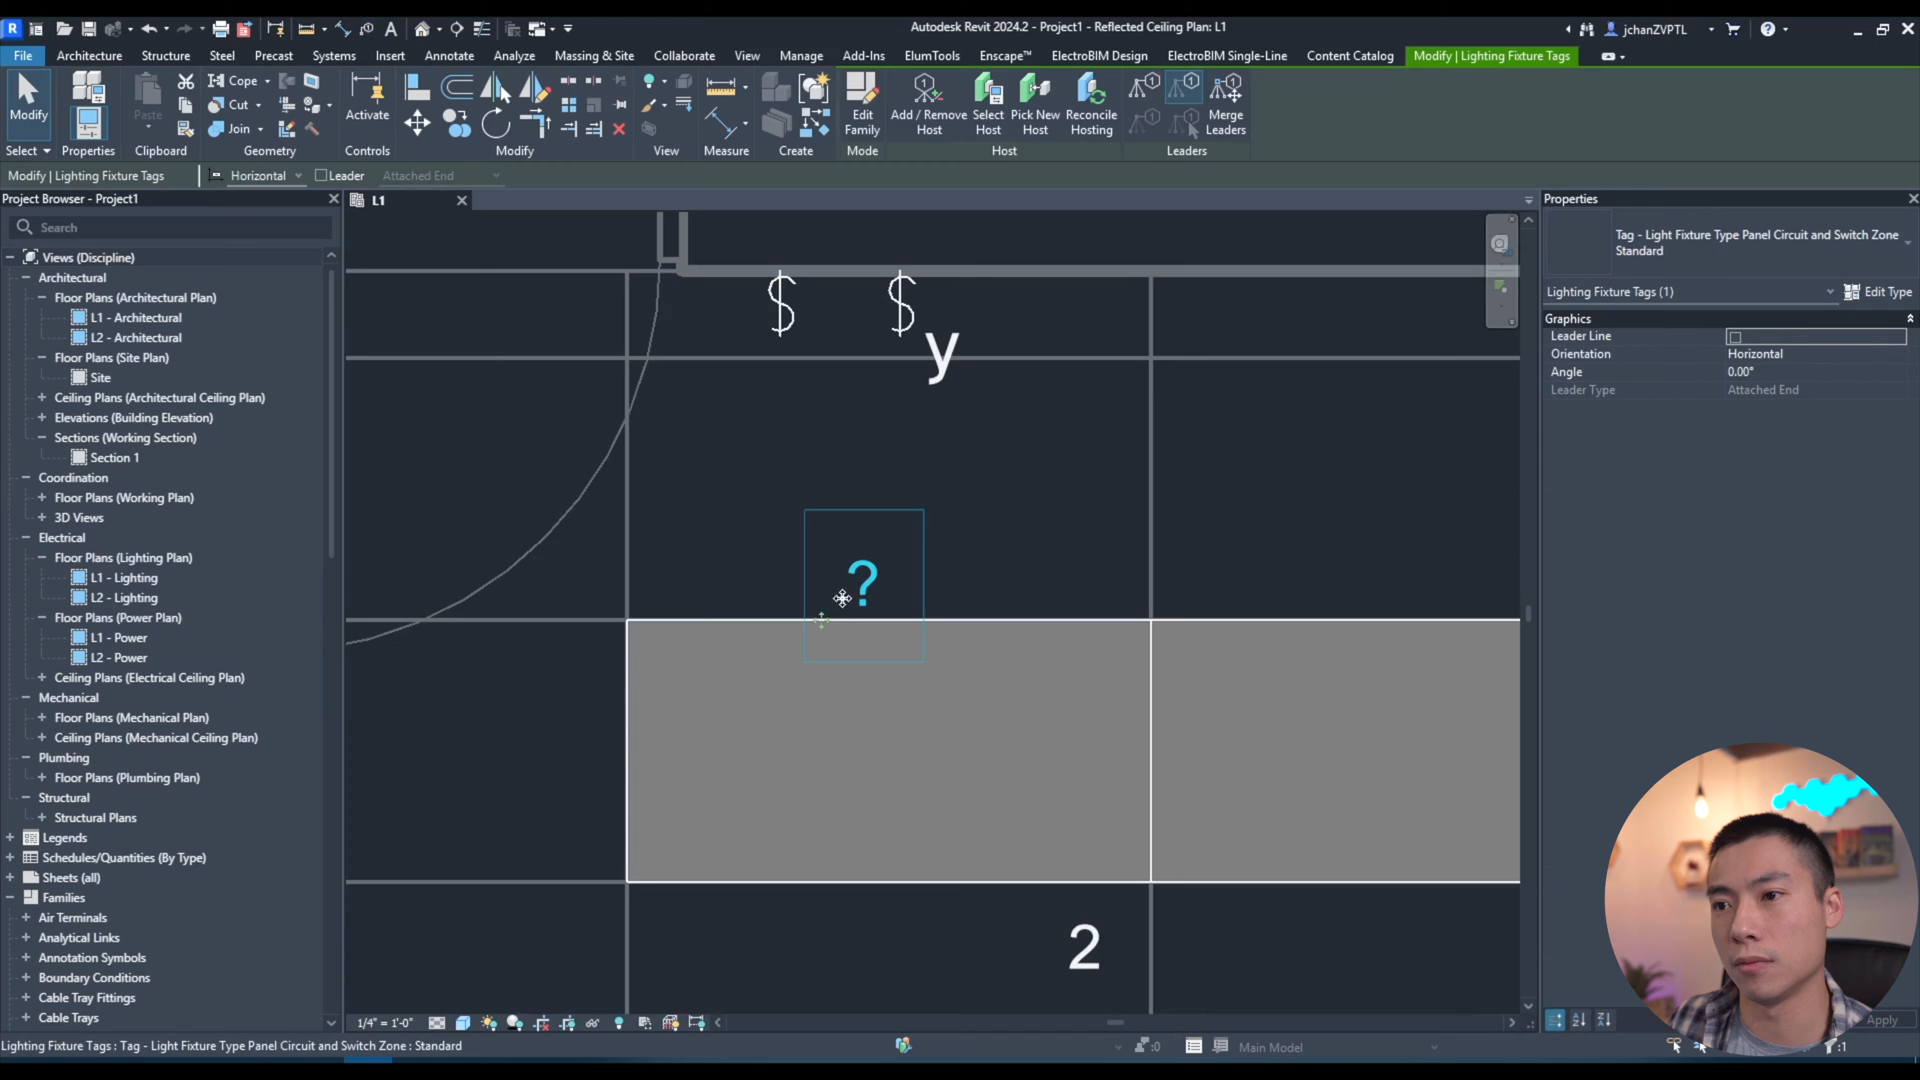 R
Autodesk Revit 2024.2 - Project1 - Reflected Ceiling Plan: L1
jchanZVPTL
File Architecture Structure Steel Precast Systems Insert Annotate Analyze Massing & Site Collaborate View Manage Add-Ins ElumTools Enscape™ ElectroBIM Design ElectroBIM Single-Line Content Catalog Modify | Lighting Fixture Tags
Modify Paste Cope Cut Join Activate Edit Family Add / Remove Host Select Host Pick New Host Reconcile Hosting Merge Leaders
Select Properties Clipboard Geometry Controls Modify View Measure Create Mode Host Leaders
Modify | Lighting Fixture Tags Horizontal Leader Attached End
Project Browser - Project1
Search
Views (Discipline)
Architectural
Floor Plans (Architectural Plan)
L1 - Architectural
L2 - Architectural
Floor Plans (Site Plan)
Site
Ceiling Plans (Architectural Ceiling Plan)
Elevations (Building Elevation)
Sections (Working Section)
Section 1
Coordination
Floor Plans (Working Plan)
3D Views
Electrical
Floor Plans (Lighting Plan)
L1 - Lighting
L2 - Lighting
Floor Plans (Power Plan)
L1 - Power
L2 - Power
Ceiling Plans (Electrical Ceiling Plan)
Mechanical
Floor Plans (Mechanical Plan)
Ceiling Plans (Mechanical Ceiling Plan)
Plumbing
Floor Plans (Plumbing Plan)
Structural
Structural Plans
Legends
Schedules/Quantities (By Type)
Sheets (all)
Families
Air Terminals
Analytical Links
Annotation Symbols
Boundary Conditions
Cable Tray Fittings
Cable Trays
L1
$ $
y
?
2
1/4" = 1'-0"
Properties
Tag - Light Fixture Type Panel Circuit and Switch Zone
Standard
Lighting Fixture Tags (1) Edit Type
Graphics
Leader Line
Orientation Horizontal
Angle 0.00°
Leader Type Attached End
Apply
Lighting Fixture Tags : Tag - Light Fixture Type Panel Circuit and Switch Zone : Standard
:0 Main Model :1